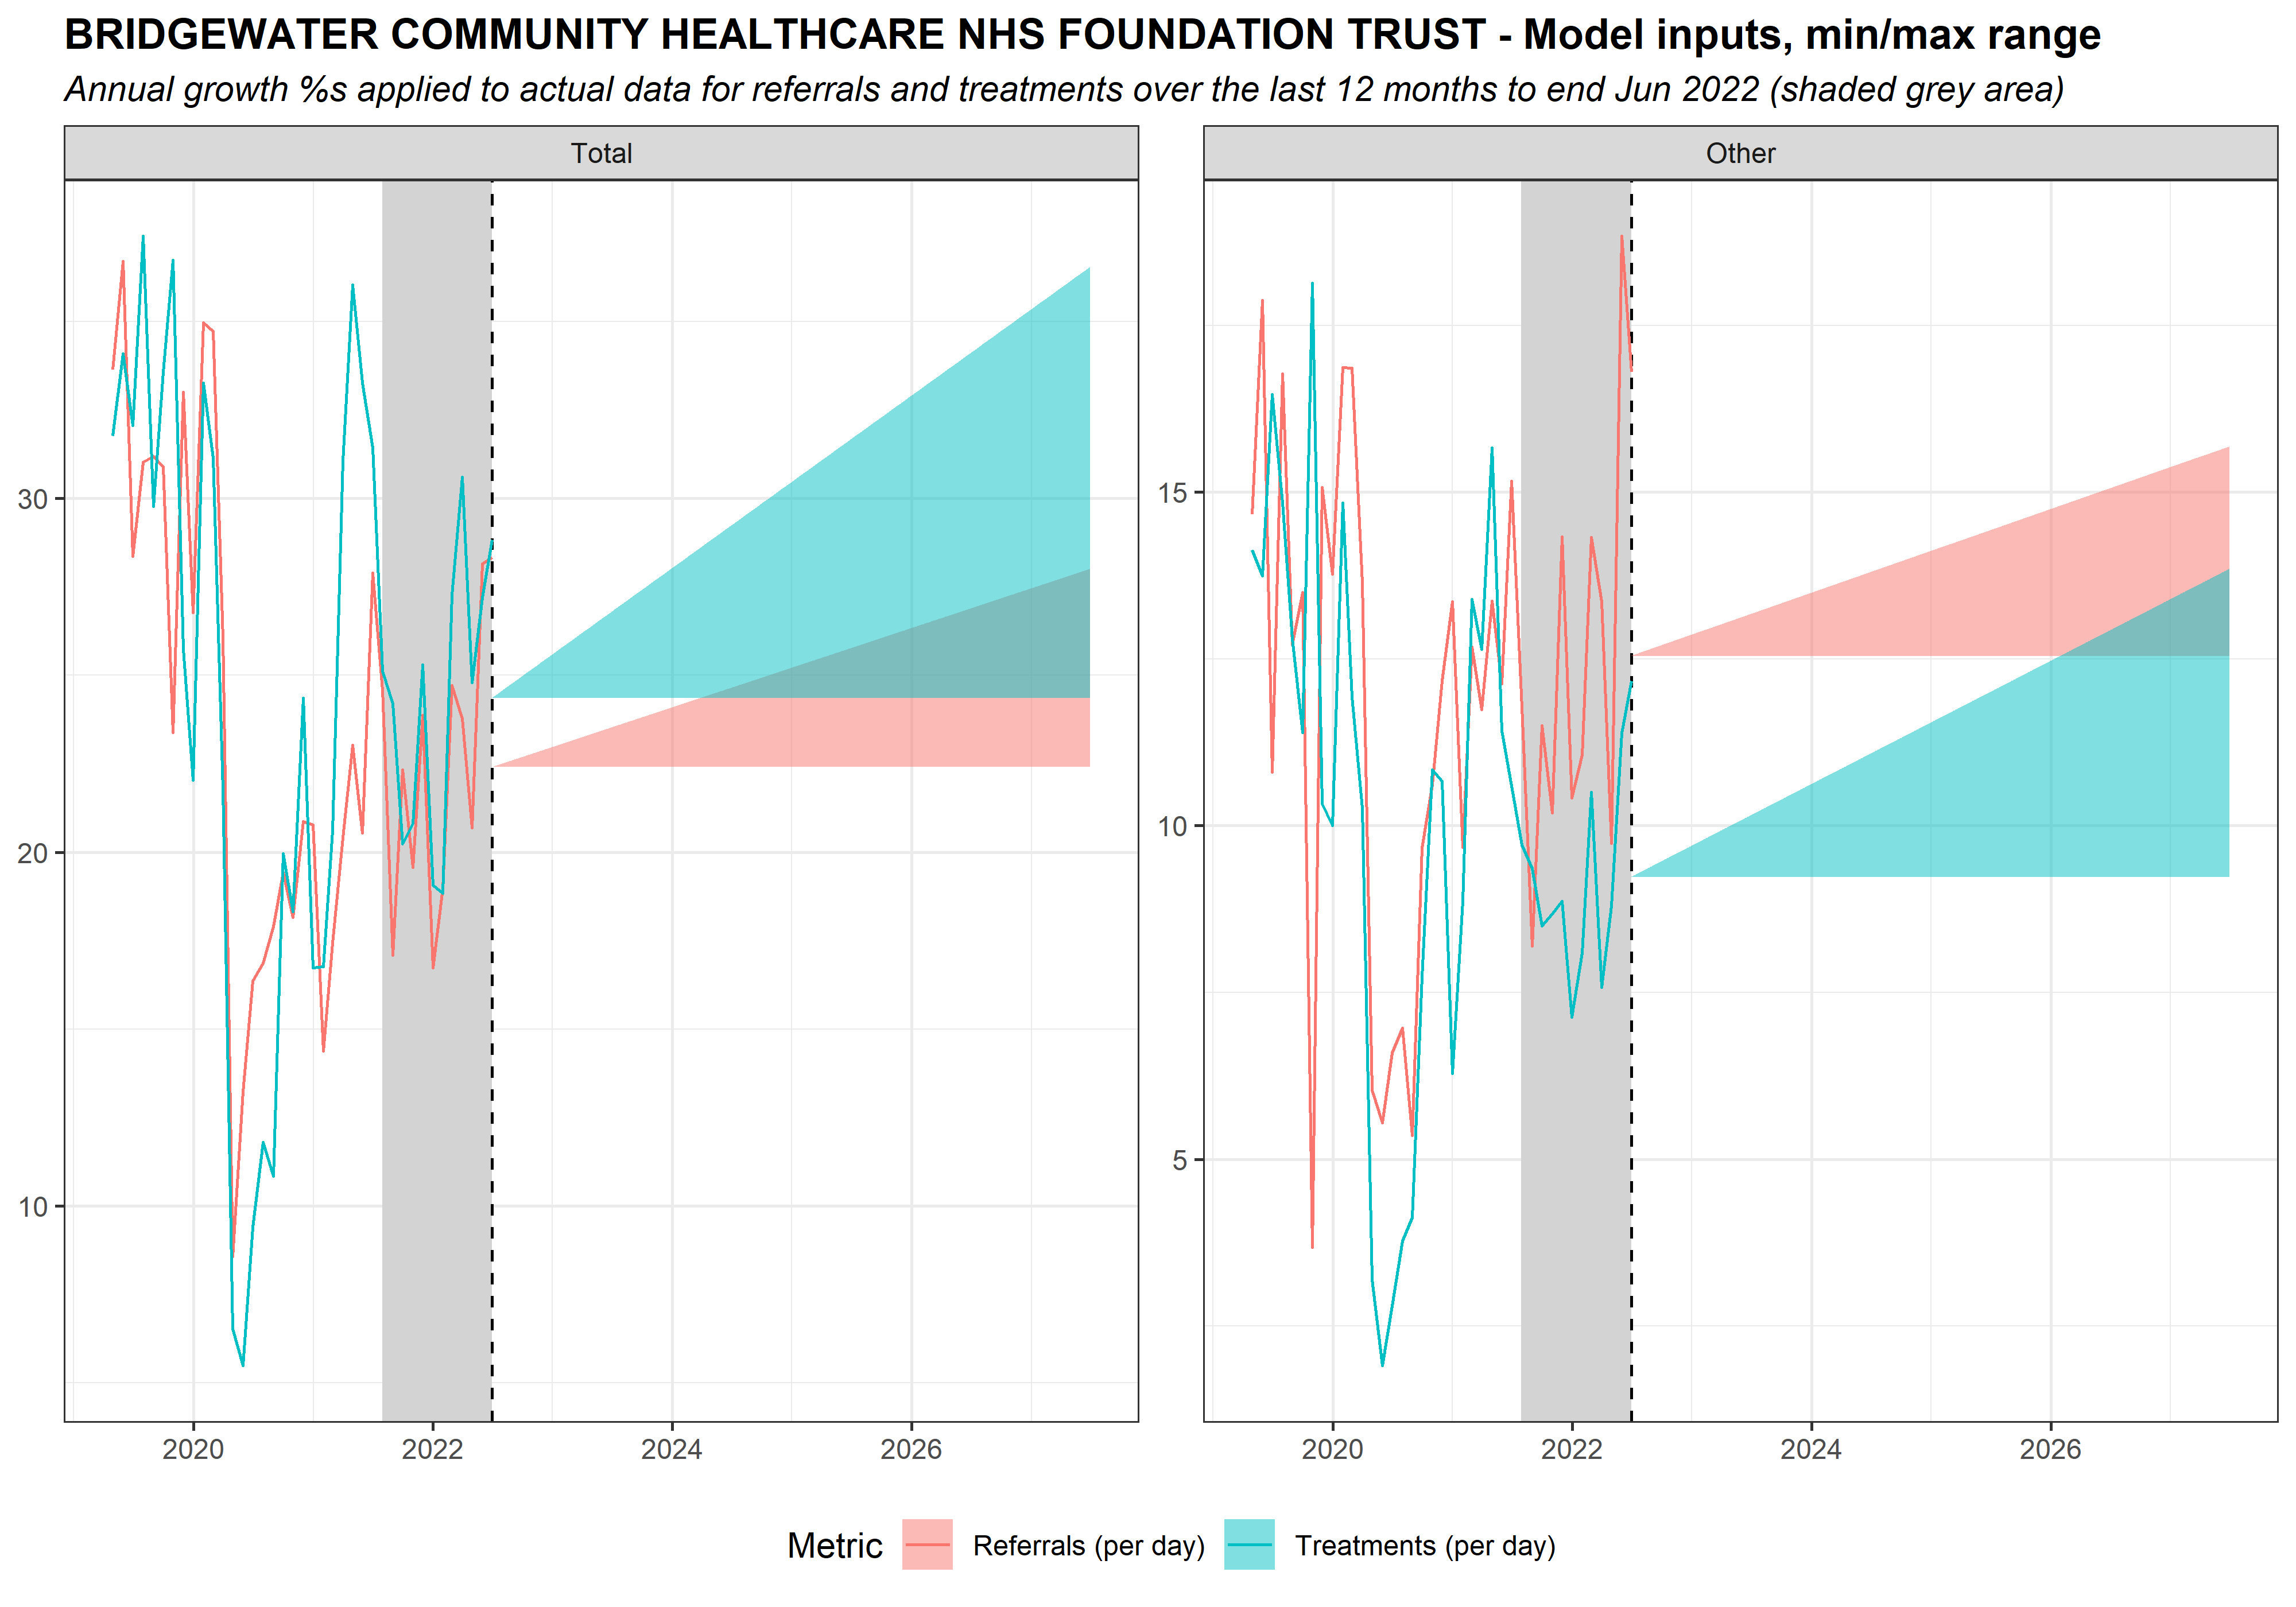 BRIDGEWATER COMMUNITY HEALTHCARE NHS FOUNDATION TRUST - Model inputs, min/max range
Annual growth %s applied to actual data for referrals and treatments over the last 12 months to end Jun 2022 (shaded grey area)
Total
Other
30
20
10
15
10
5
2020 2022 2024 2026
2020 2022 2024 2026
Metric Referrals (per day) Treatments (per day)